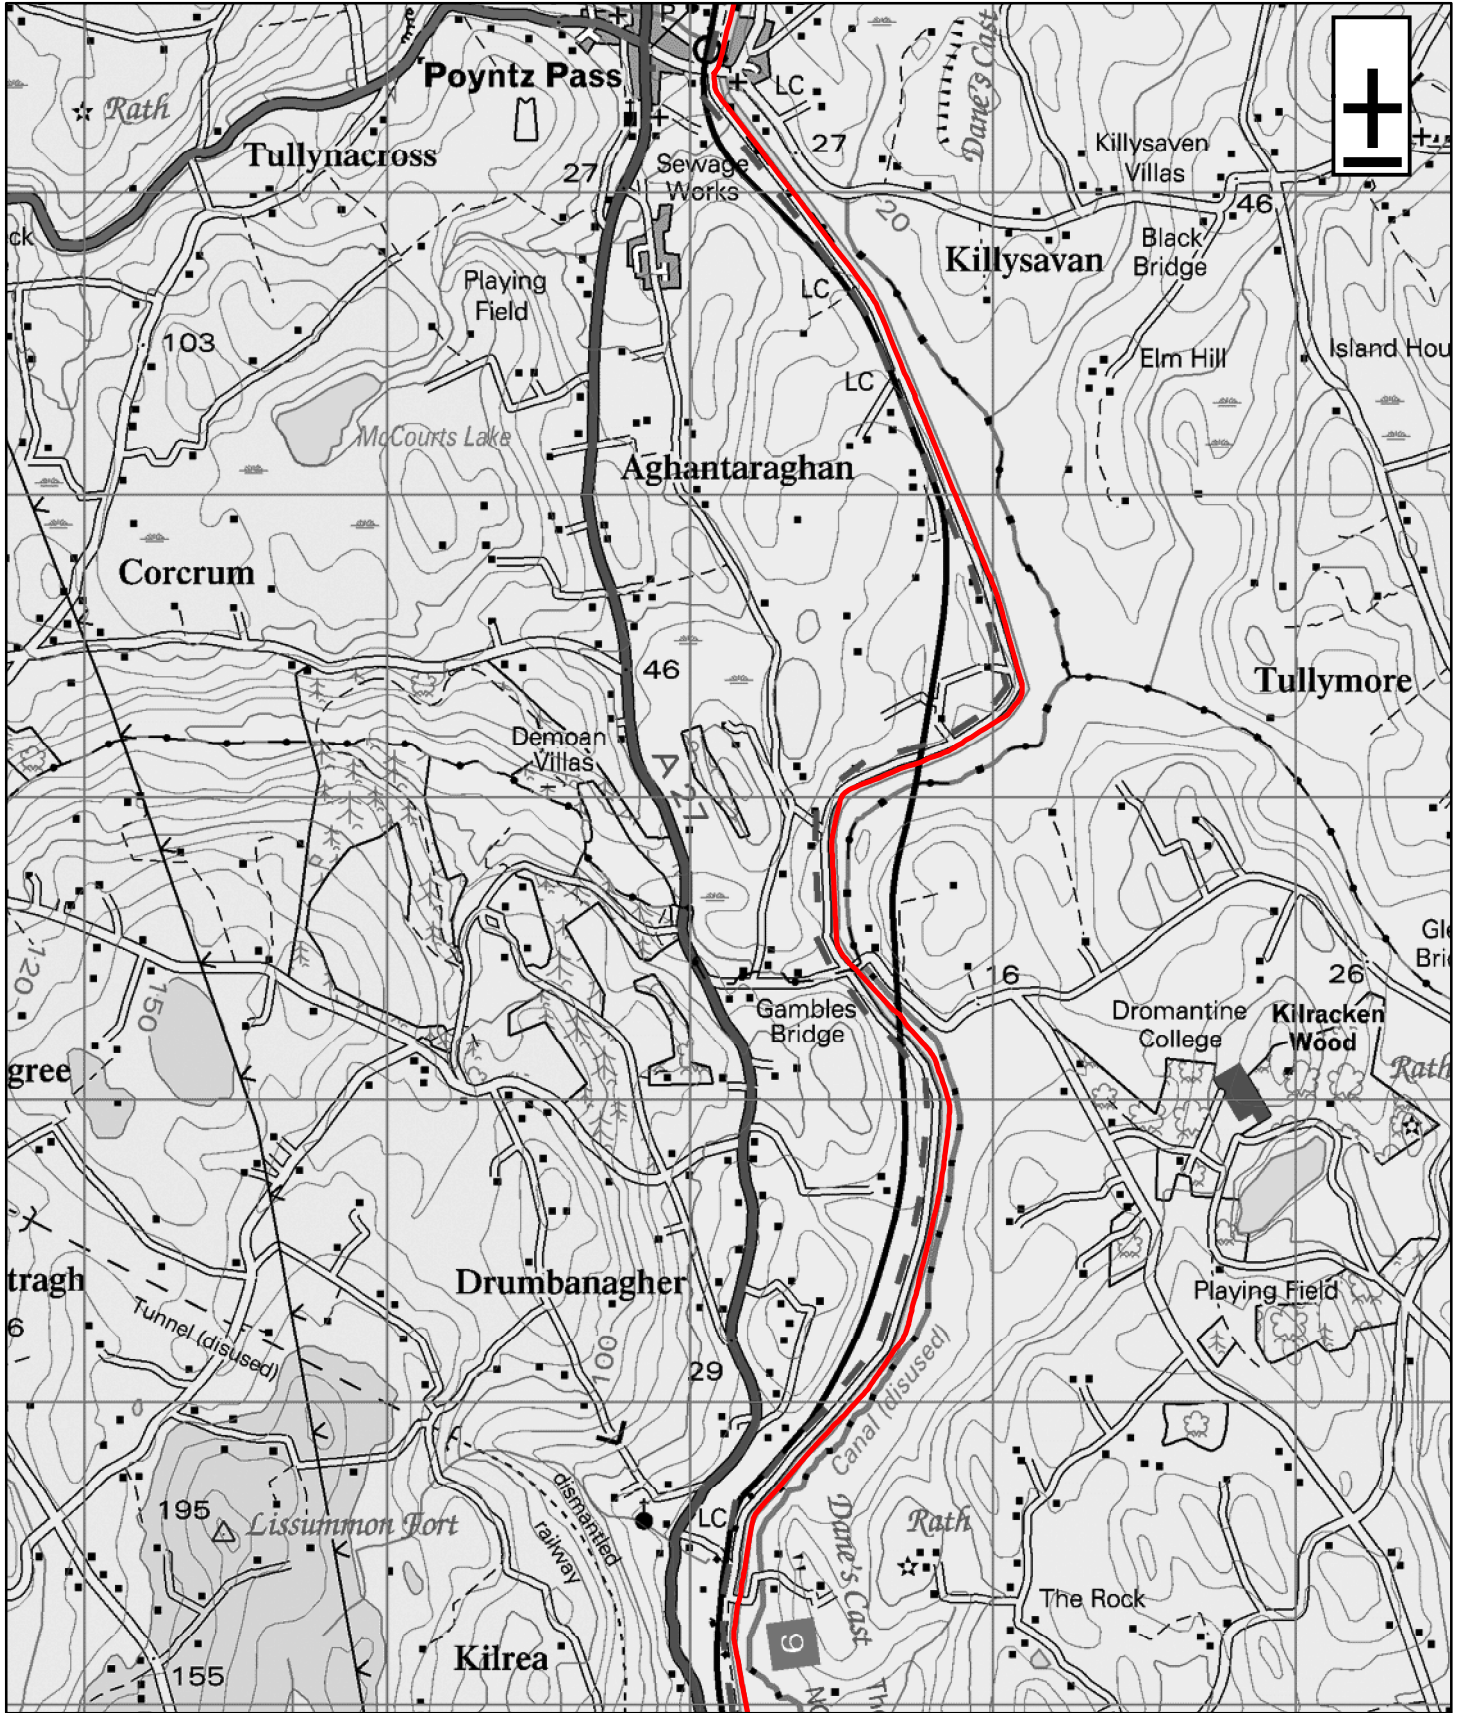 P
Poyntz Pass
LC
Rath
Dane's Cast
Tullynacross
27
27
Killysaven
Villas
Sewage
Works
20
46
ck
Killysavan
Black
Bridge
Playing
Field
LC
103
Island Hou
Elm Hill
LC
McCourts Lake
Aghantaraghan
Corcrum
46
Tullymore
Demoan
Villas
A 27
Gle
Bri
120
150
16
26
Gambles
Bridge
Dromantine
College
Kilracken
Wood
gree
Rath
tragh
Drumbanagher
Playing Field
Tunnel (disused)
6
100
29
Canal (disused)
dismantled
railway
195
Lissummon Fort
LC
Dane's Cast
Rath
The Rock
9
Kilrea
155
Th